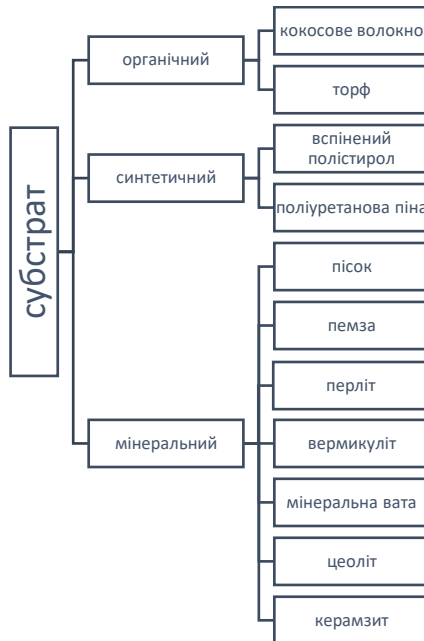 субстрат
органічний
кокосове волокно
торф
синтетичний
вспінений
полістирол
поліуретанова піна
мінеральний
пісок
пемза
перліт
вермикуліт
мінеральна вата
цеоліт
керамзит